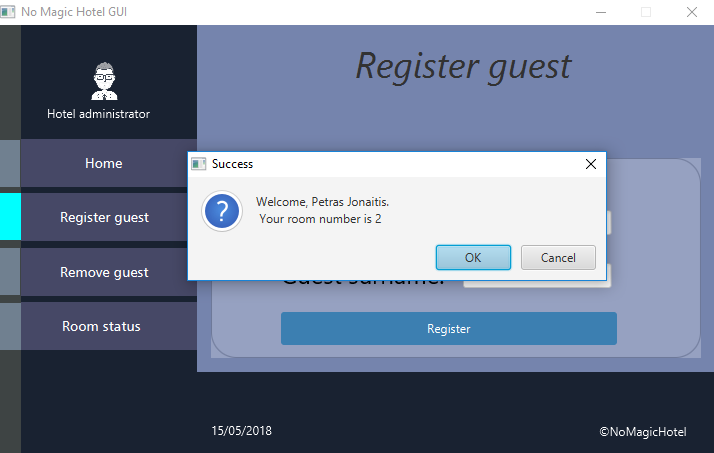 No Magic Hotel GUI
Hotel administrator
Home
Register guest
Remove guest
Room status
Register guest
Success
Welcome, Petras Jonaitis.
Your room number is 2
OK
Cancel
Guest surname:
Register
15/05/2018
©NoMagicHotel